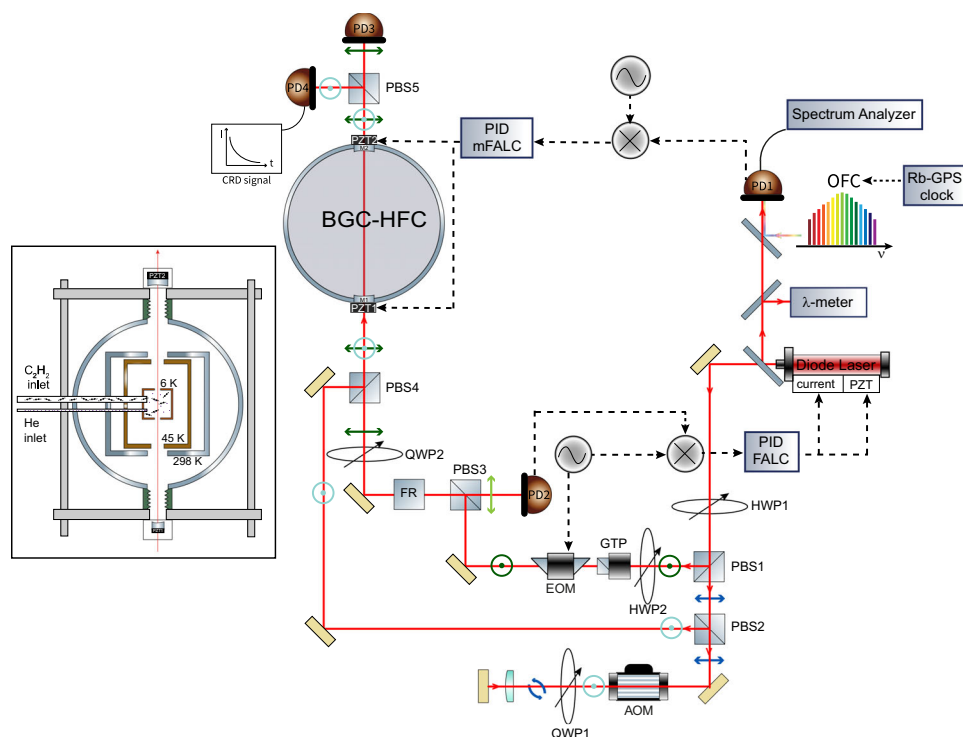 PD3
PD4
PBS5
I
t
CRD signal
PZT2
M2
PID
mFALC
Spectrum Analyzer
PD1
OFC
Rb-GPS
clock
ν
BGC-HFC
M1
PZT1
λ-meter
Diode Laser
current
PZT
PBS4
PZT2
C₂H₂
inlet
6 K
He
inlet
45 K
298 K
PZT1
QWP2
PBS3
FR
PD2
PID
FALC
HWP1
GTP
EOM
HWP2
PBS1
PBS2
AOM
QWP1